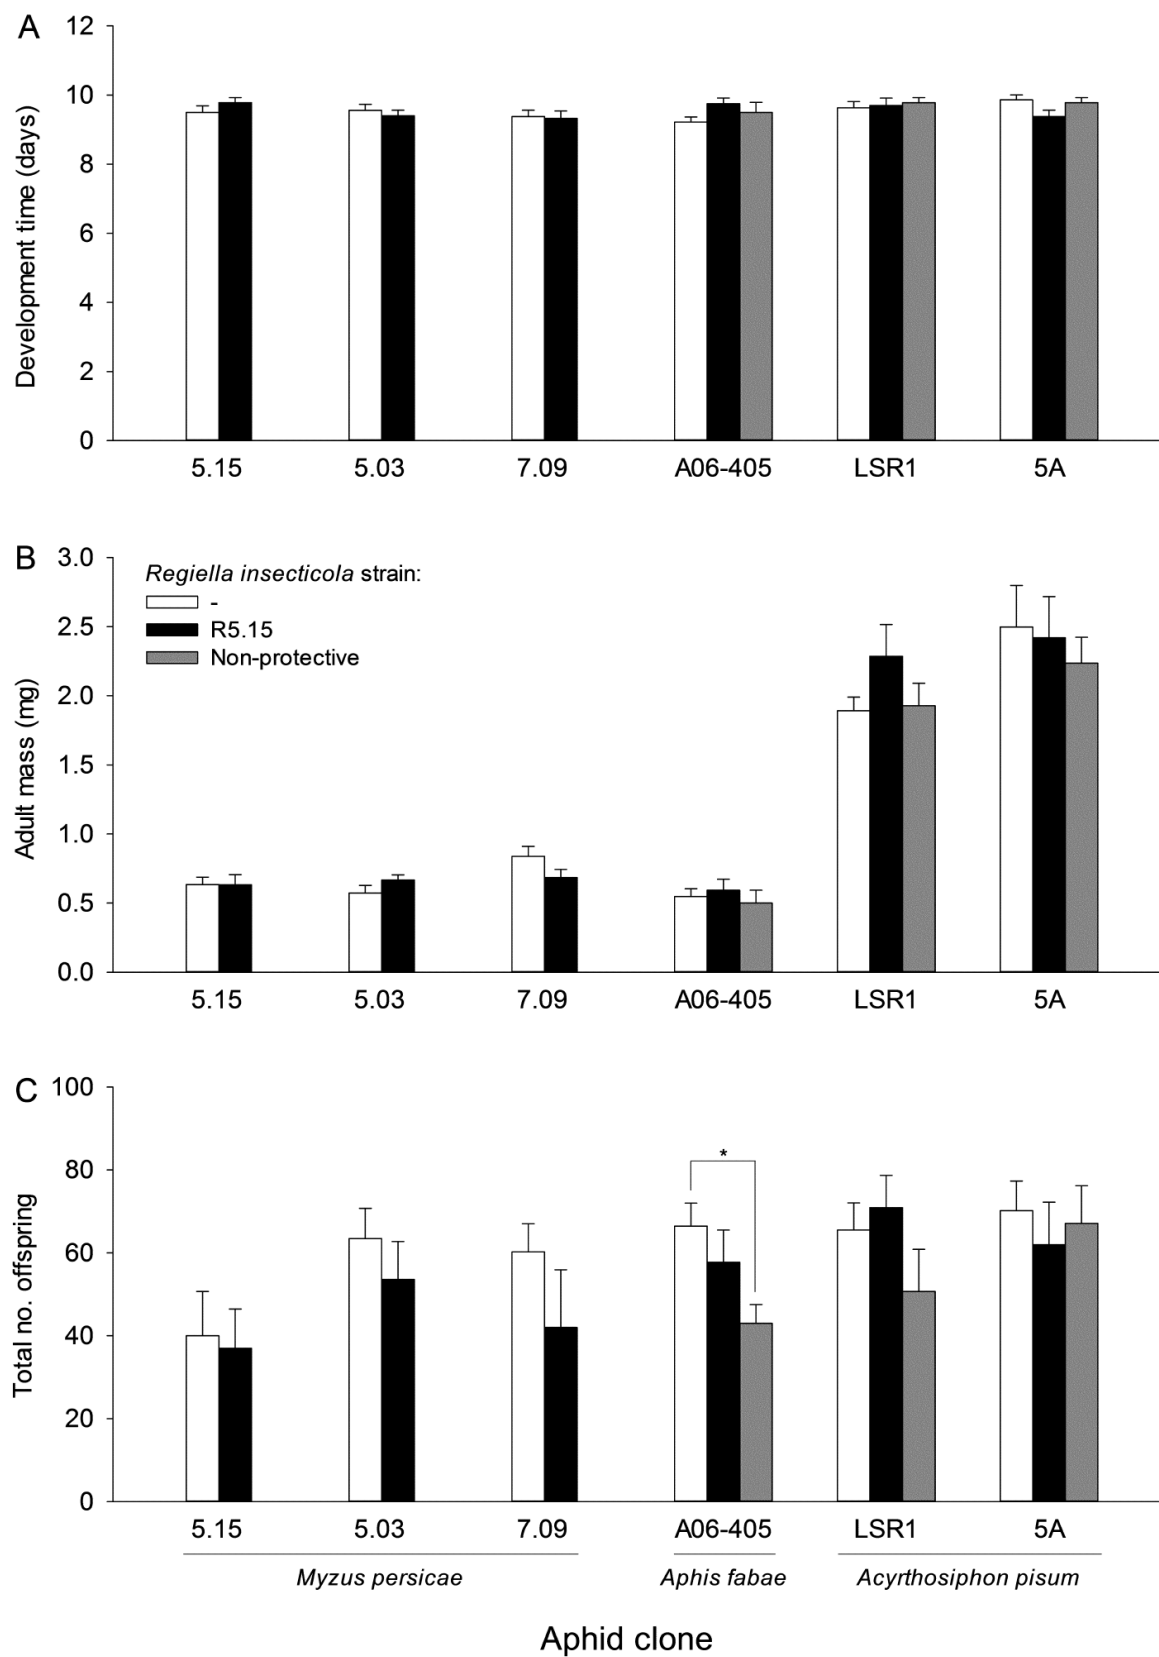 A
12
10
8
6
4
2
0
Development time (days)
5.15 5.03 7.09 A06-405 LSR1 5A
B
3.0
2.5
2.0
1.5
1.0
0.5
0.0
Adult mass (mg)
Regiella insecticola strain:
-
R5.15
Non-protective
5.15 5.03 7.09 A06-405 LSR1 5A
C
100
80
60
40
20
0
Total no. offspring
*
5.15 5.03 7.09 A06-405 LSR1 5A
Myzus persicae Aphis fabae Acyrthosiphon pisum
Aphid clone